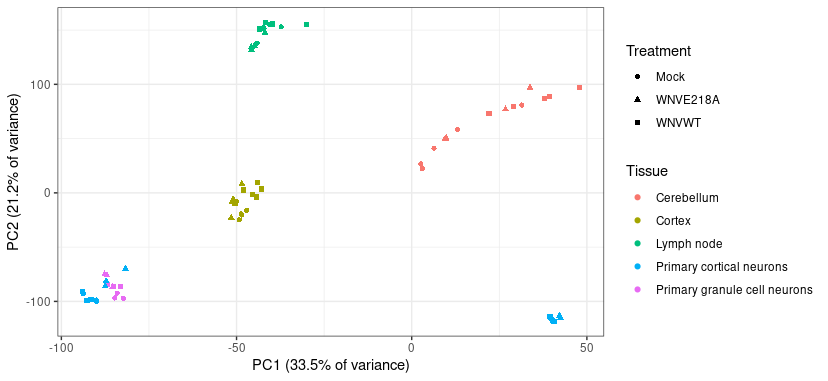 100
0
-100
-100
-50
0
50
PC1 (33.5% of variance)
PC2 (21.2% of variance)
Treatment
Mock
WNVE218A
WNVWT
Tissue
Cerebellum
Cortex
Lymph node
Primary cortical neurons
Primary granule cell neurons